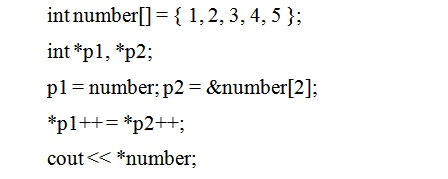 int number[] = { 1, 2, 3, 4, 5 };
int *p1, *p2;
p1 = number; p2 = &number[2];
*p1++ = *p2++;
cout << *number;